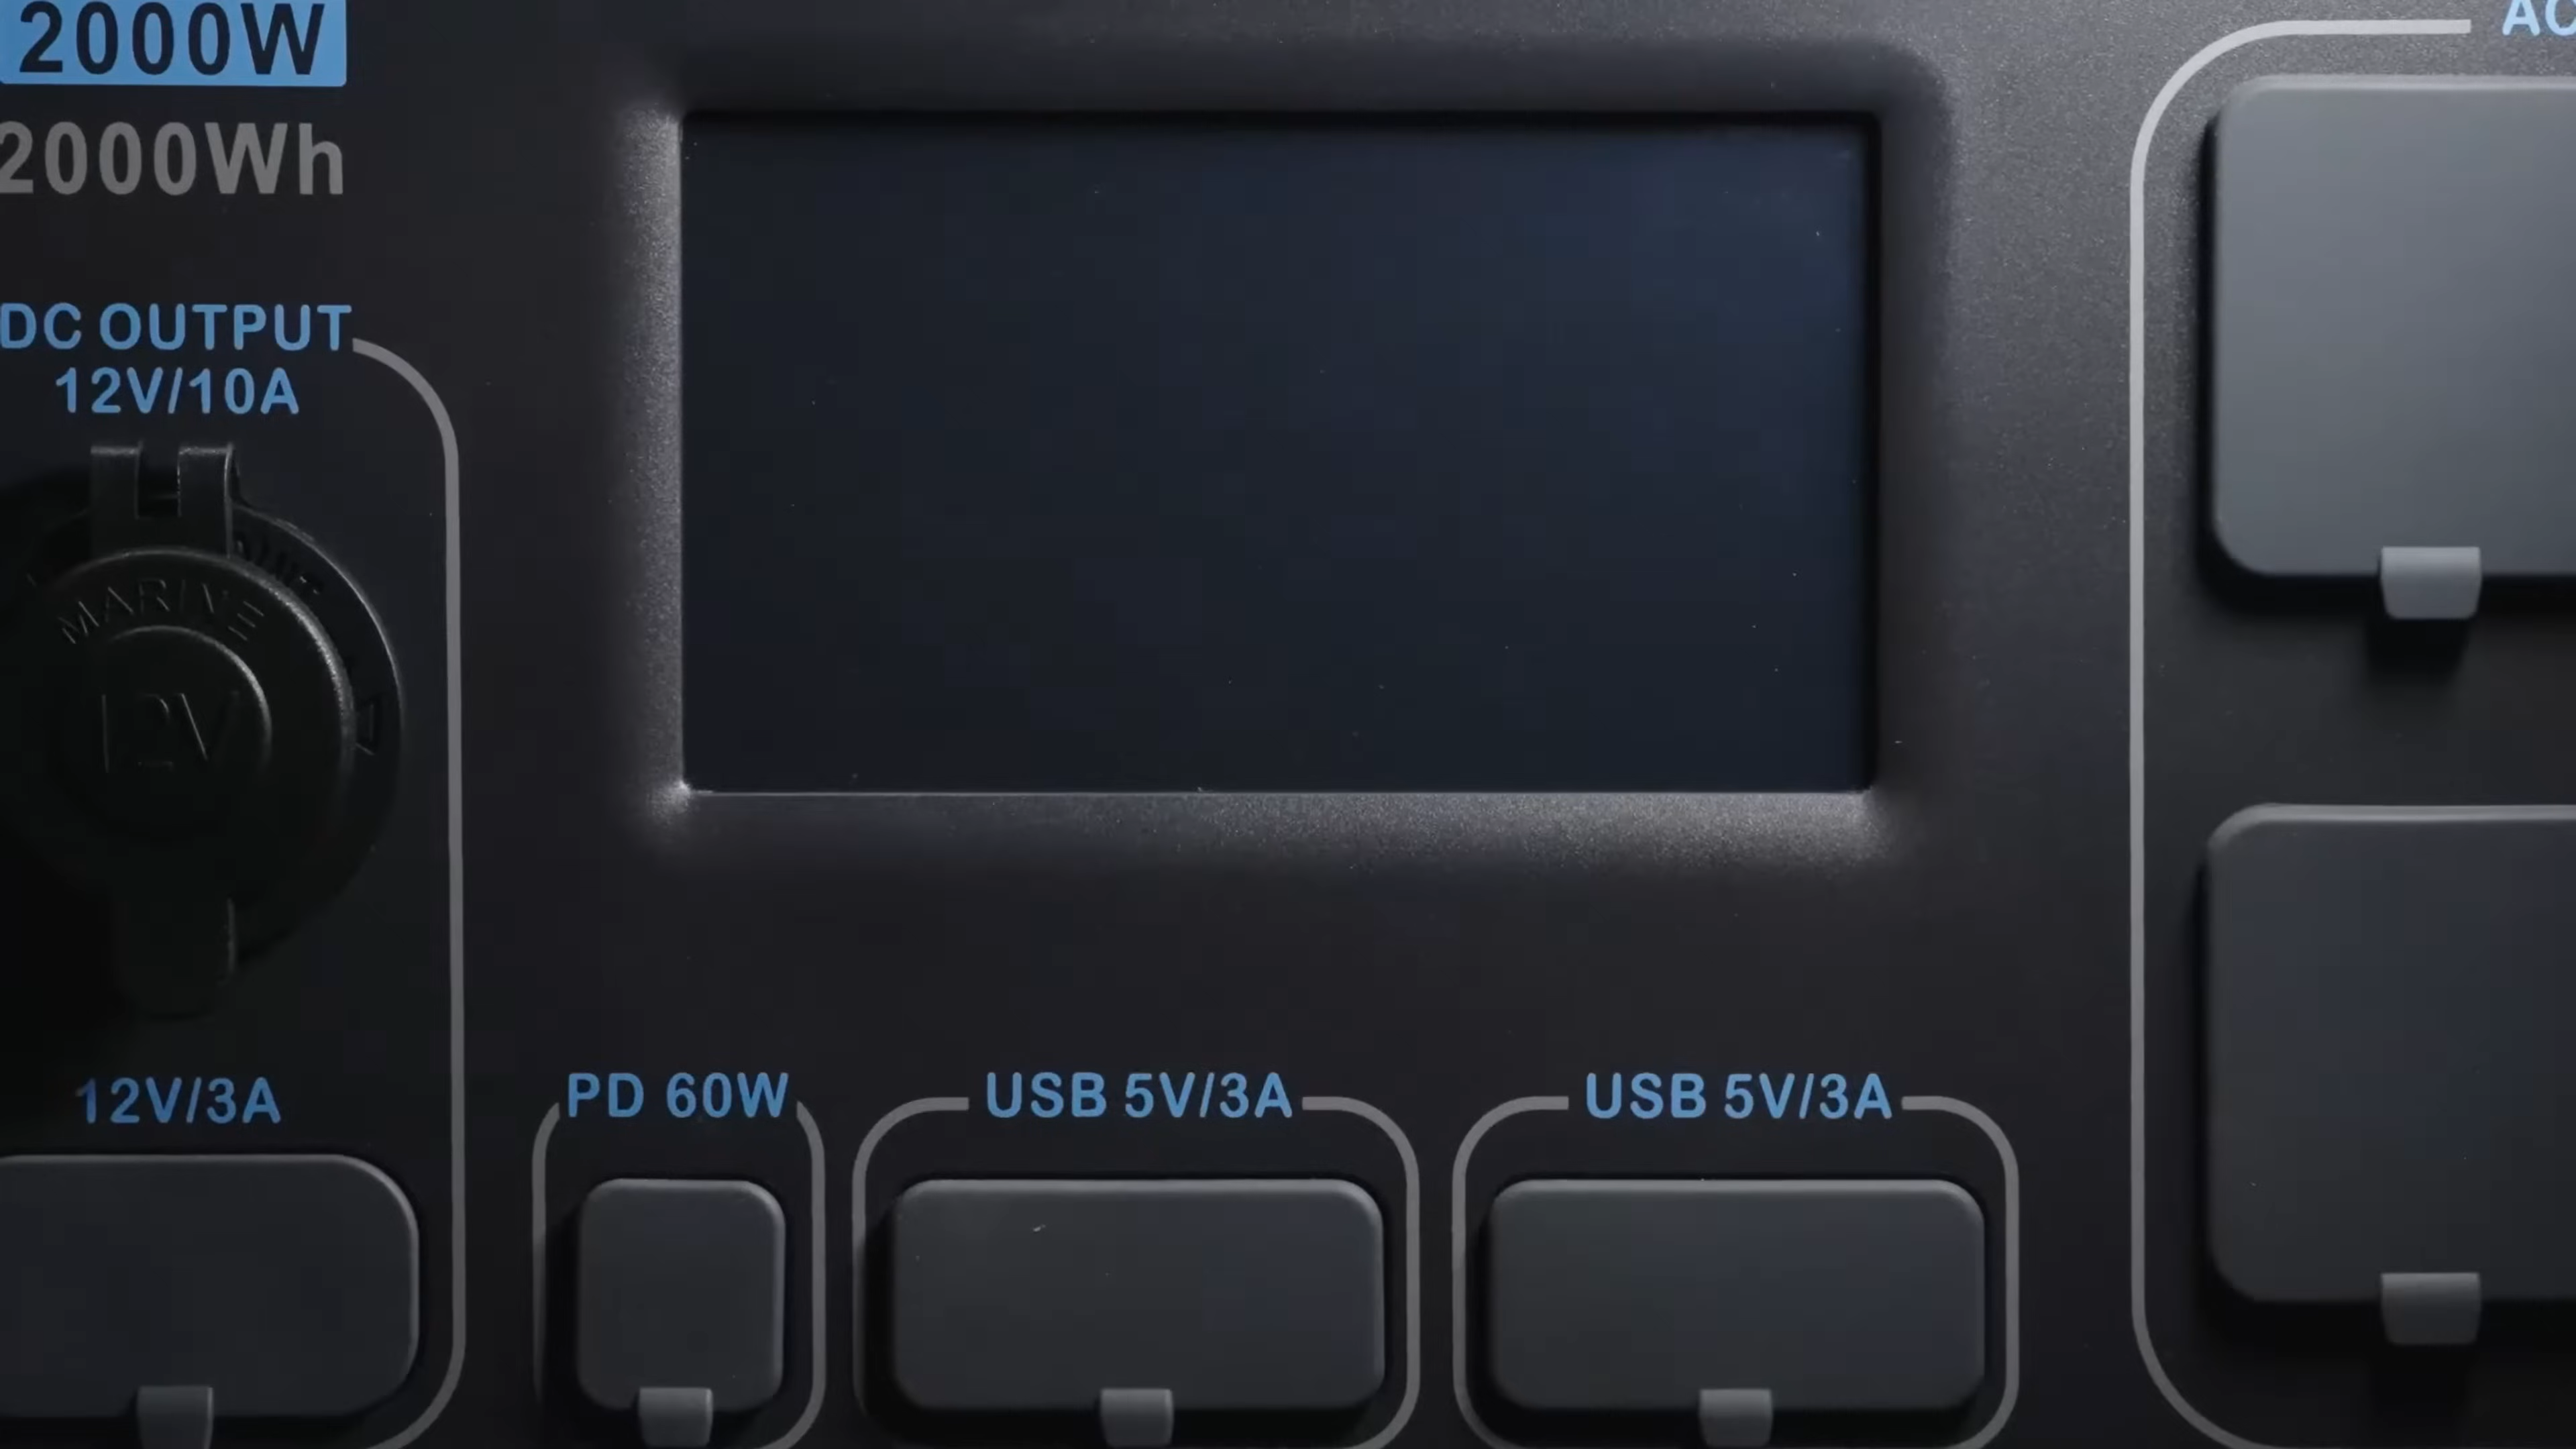 2000W
2000Wh
DC OUTPUT
12V/10A
MARINE
12V
12V/3A
PD 60W
USB 5V/3A
USB 5V/3A
AC